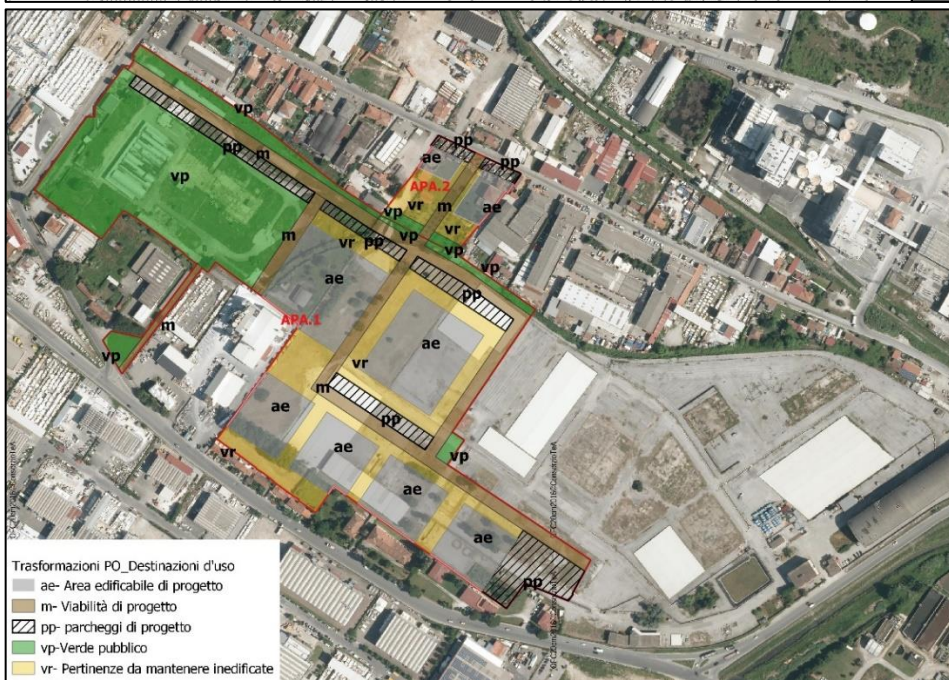 vp
pp
m
vp
ae
pp
pp
APA.2
vr
m
ae
vp
vp
vr
vp
vp
m
vr
pp
ae
pp
APA.1
ae
m
vp
vr
m
pp
ae
vr
ae
vp
ae
ae
pp
Trasformazioni PO_Destinazioni d'uso
ae- Area edificabile di progetto
m- Viabilità di progetto
pp- parcheggi di progetto
vp-Verde pubblico
vr- Pertinenze da mantenere inedificate